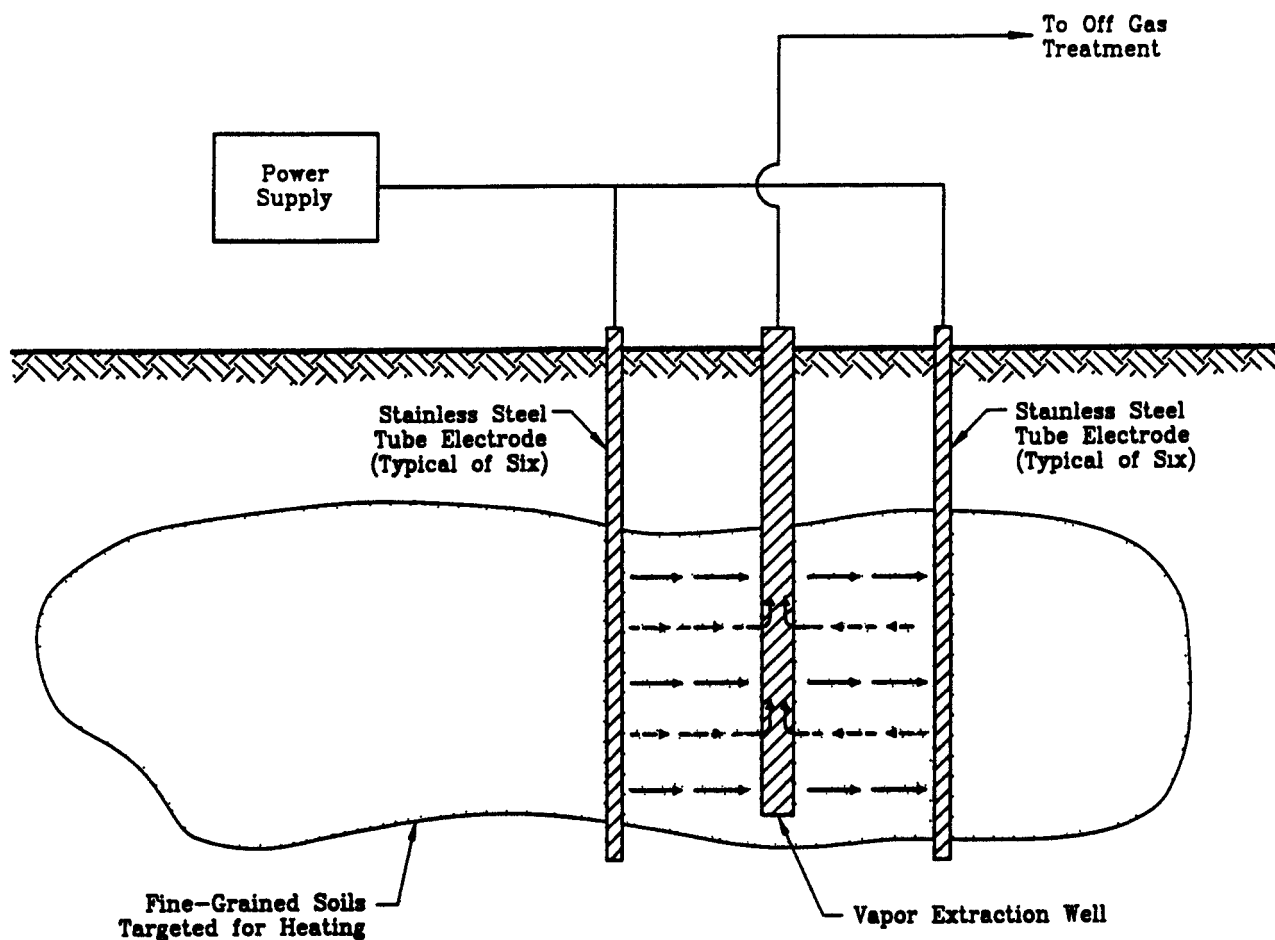 To Off Gas
Treatment
Power
Supply
Stainless Steel
Tube Electrode
(Typical of Six)
Stainless Steel
Tube Electrode
(Typical of Six)
Fine-Grained Soils
Targeted for Heating
Vapor Extraction Well